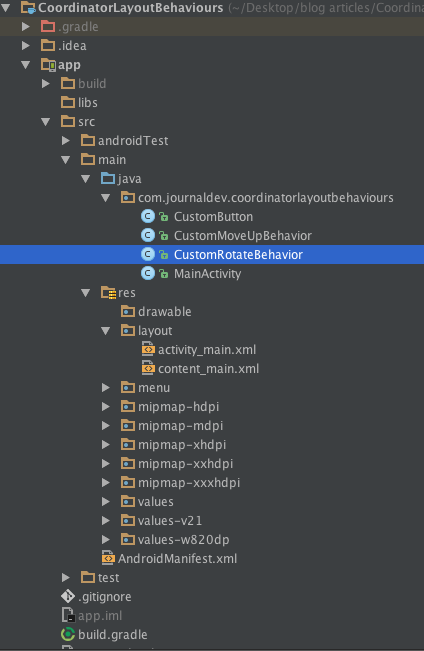 CoordinatorLayoutBehaviours (~/Desktop/blog articles/Coordina
.gradle
.idea
app
build
libs
src
androidTest
main
java
com.journaldev.coordinatorlayoutbehaviours
C CustomButton
C CustomMoveUpBehavior
C CustomRotateBehavior
C MainActivity
res
drawable
layout
activity_main.xml
content_main.xml
menu
mipmap-hdpi
mipmap-mdpi
mipmap-xhdpi
mipmap-xxhdpi
mipmap-xxxhdpi
values
values-v21
values-w820dp
AndroidManifest.xml
test
.gitignore
app.iml
build.gradle